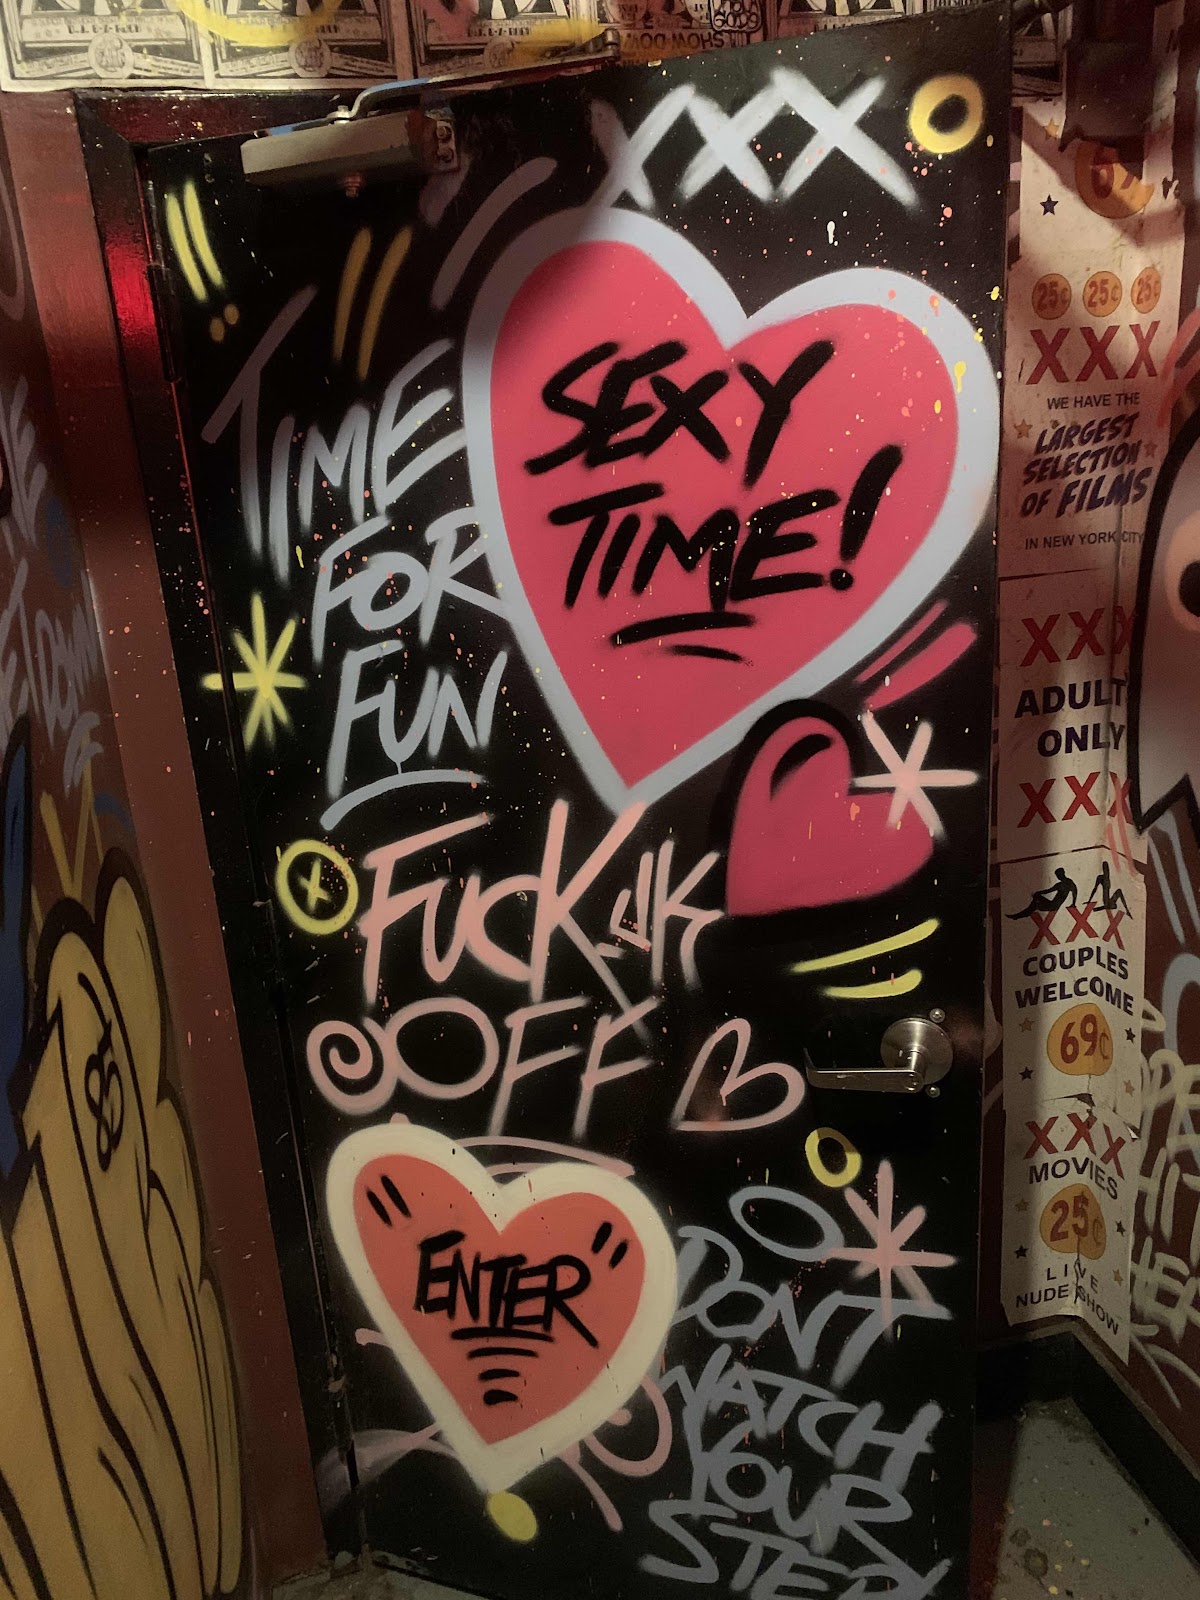 XXX
SEXY
TIME!
TIME
FOR
FUN
FUCK
OFF
ENTER
DONT
WATCH
YOUR
STEP
25¢ 25¢ 25¢
XXX
WE HAVE THE
LARGEST
SELECTION
OF FILMS
IN NEW YORK CITY
XXX
ADULT
ONLY
XXX
XXX
COUPLES
WELCOME
69¢
XXX
MOVIES
25¢
LIVE
NUDE SHOW